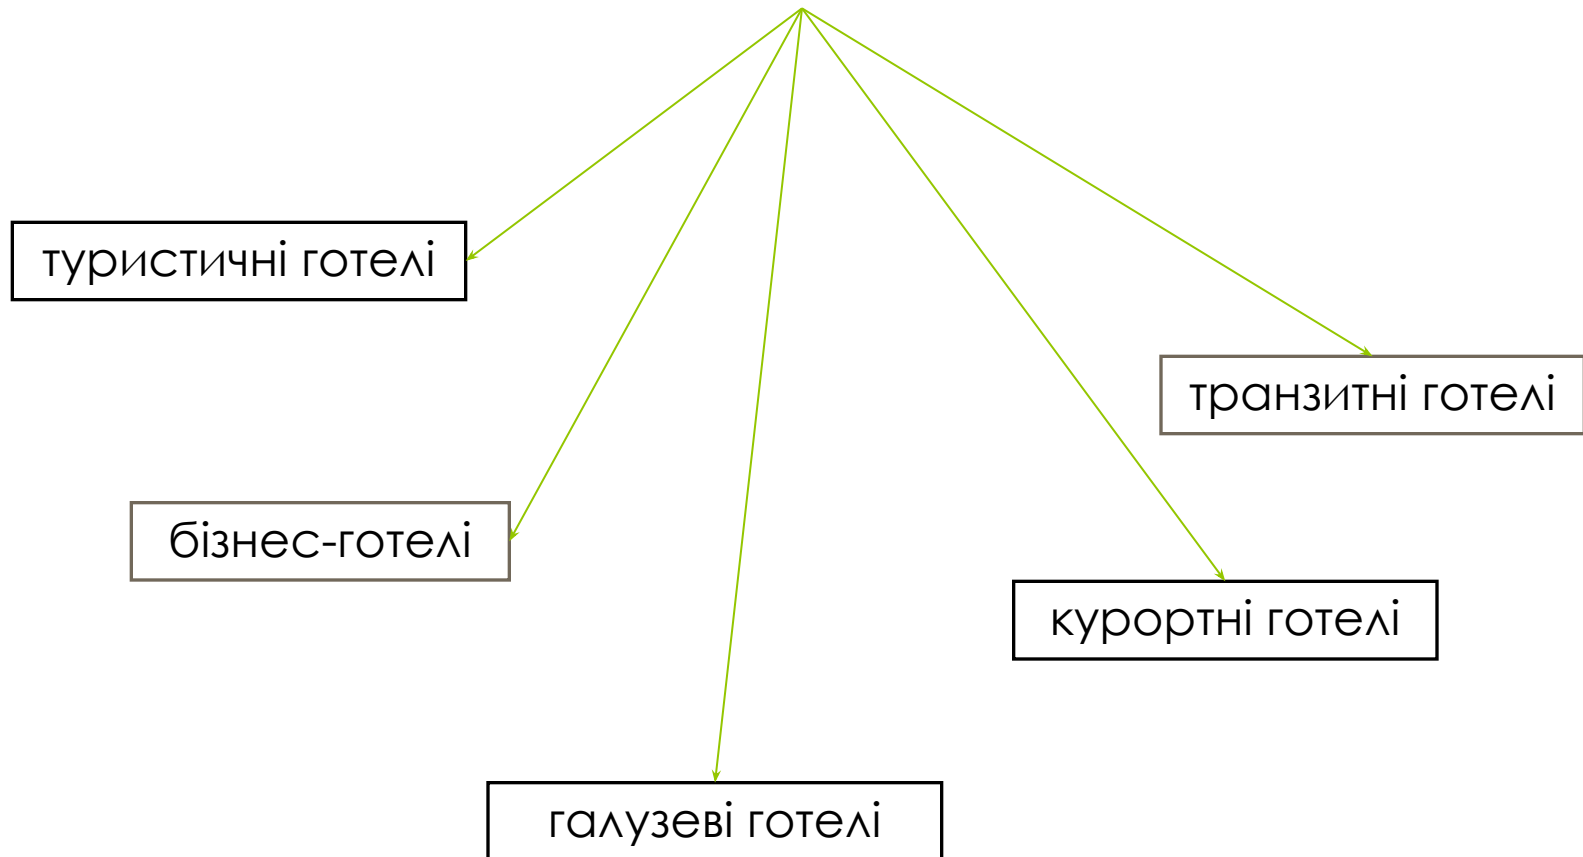 туристичні готелі
транзитні готелі
бізнес-готелі
курортні готелі
галузеві готелі